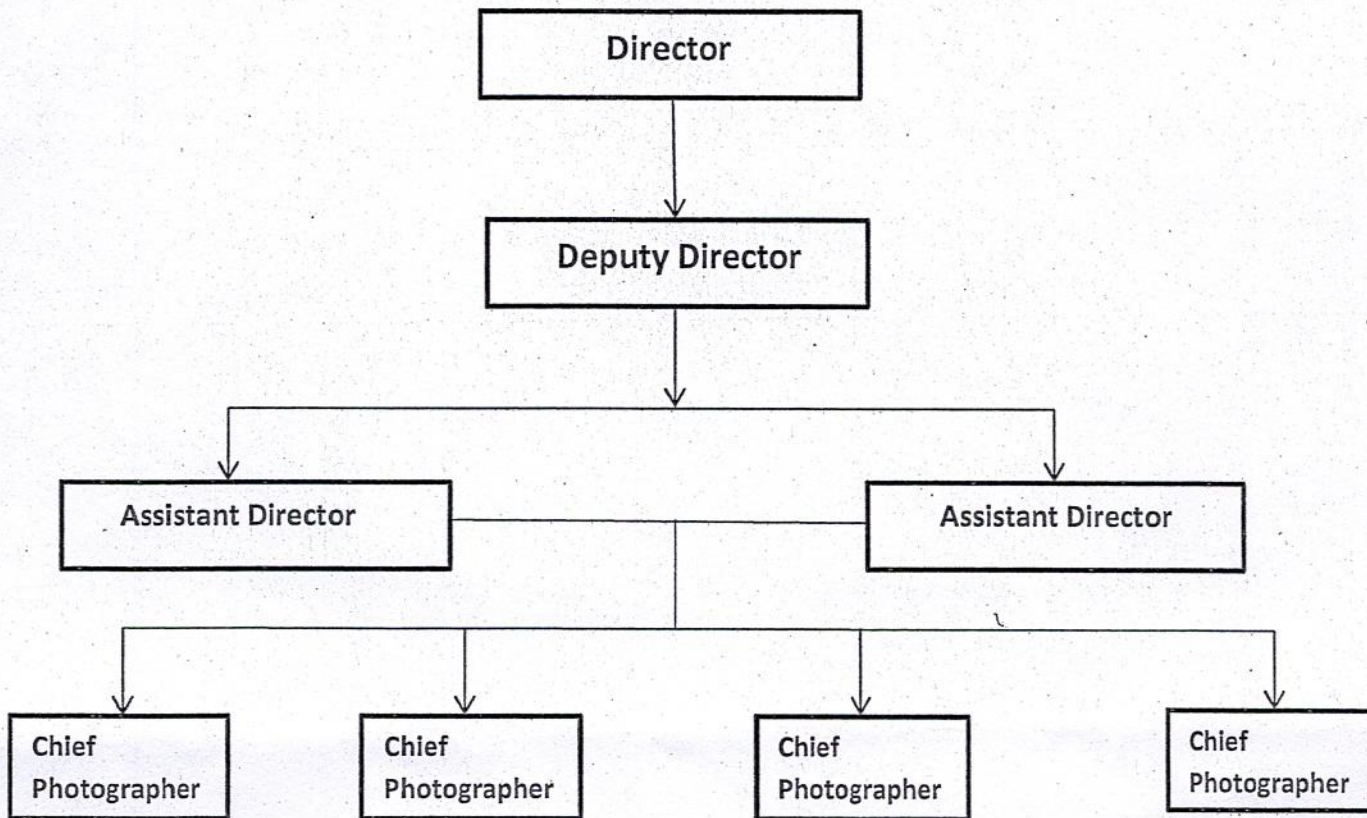 Director
Deputy Director
Assistant Director
Assistant Director
Chief
Photographer
Chief
Photographer
Chief
Photographer
Chief
Photographer